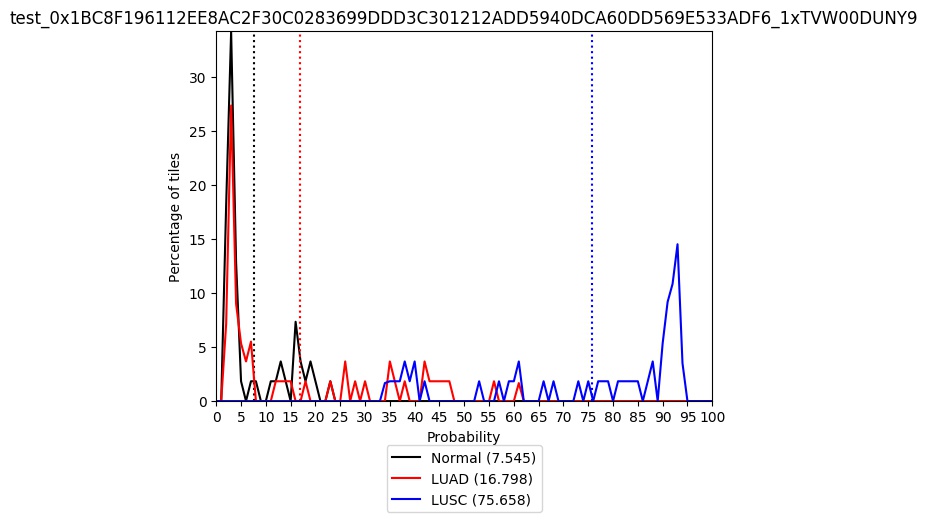 test_0x1BC8F196112EE8AC2F30C0283699DDD3C301212ADD5940DCA60DD569E533ADF6_1xTVW00DUNY9
30
25
20
15
10
5
0
Percentage of tiles
0 5 10 15 20 25 30 35 40 45 50 55 60 65 70 75 80 85 90 95 100
Probability
Normal (7.545)
LUAD (16.798)
LUSC (75.658)